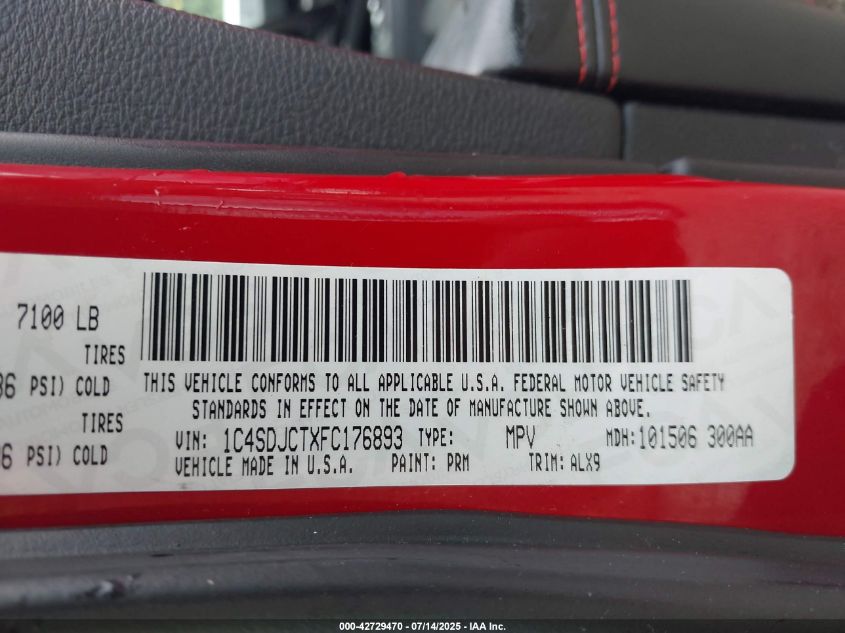 7100 LB
TIRES
PSI) COLD
TIRES
PSI) COLD
THIS VEHICLE CONFORMS TO ALL APPLICABLE U.S.A. FEDERAL MOTOR VEHICLE SAFETY
STANDARDS IN EFFECT ON THE DATE OF MANUFACTURE SHOWN ABOVE.
VIN: 1C4SDJCTXFC176893 TYPE: MPV MDH: 101506 300AA
VEHICLE MADE IN U.S.A. PAINT: PRM TRIM: ALX9
000-42729470 - 07/14/2025 - IAA Inc.